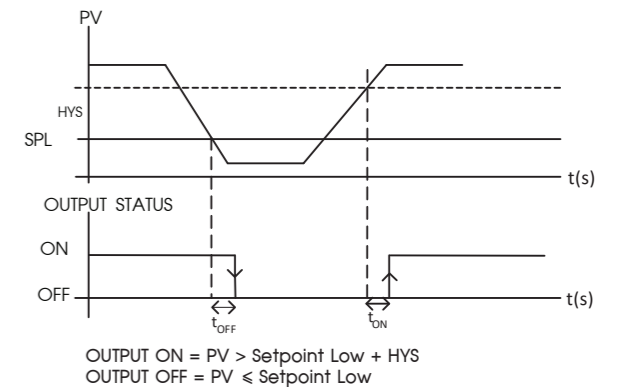 PV
HYS
SPL
t(s)
OUTPUT STATUS
ON
OFF
t(s)
tOFF
tON
OUTPUT ON = PV > Setpoint Low + HYS
OUTPUT OFF = PV ⩽ Setpoint Low